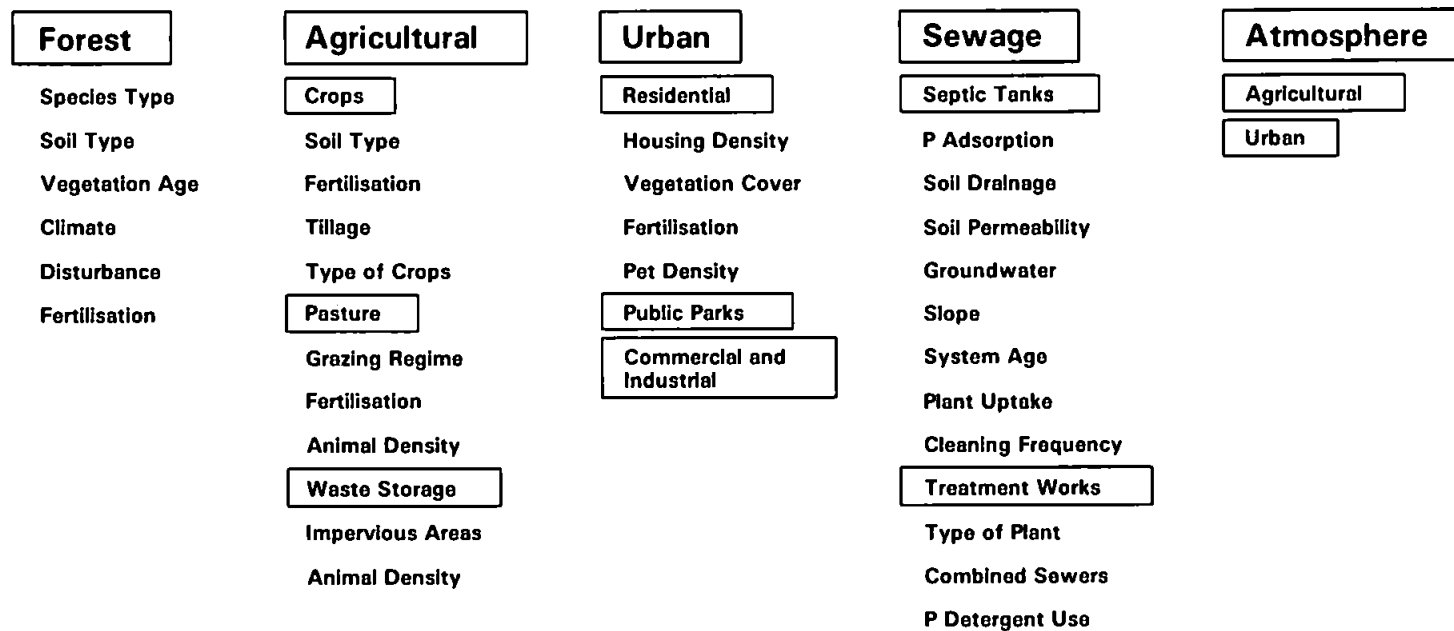 Forest
Species Type
Soil Type
Vegetation Age
Climate
Disturbance
Fertilisation
Agricultural
Crops
Soil Type
Fertilisation
Tillage
Type of Crops
Pasture
Grazing Regime
Fertilisation
Animal Density
Waste Storage
Impervious Areas
Animal Density
Urban
Residential
Housing Density
Vegetation Cover
Fertilisation
Pet Density
Public Parks
Commercial and
Industrial
Sewage
Septic Tanks
P Adsorption
Soil Drainage
Soil Permeability
Groundwater
Slope
System Age
Plant Uptake
Cleaning Frequency
Treatment Works
Type of Plant
Combined Sewers
P Detergent Use
Atmosphere
Agricultural
Urban